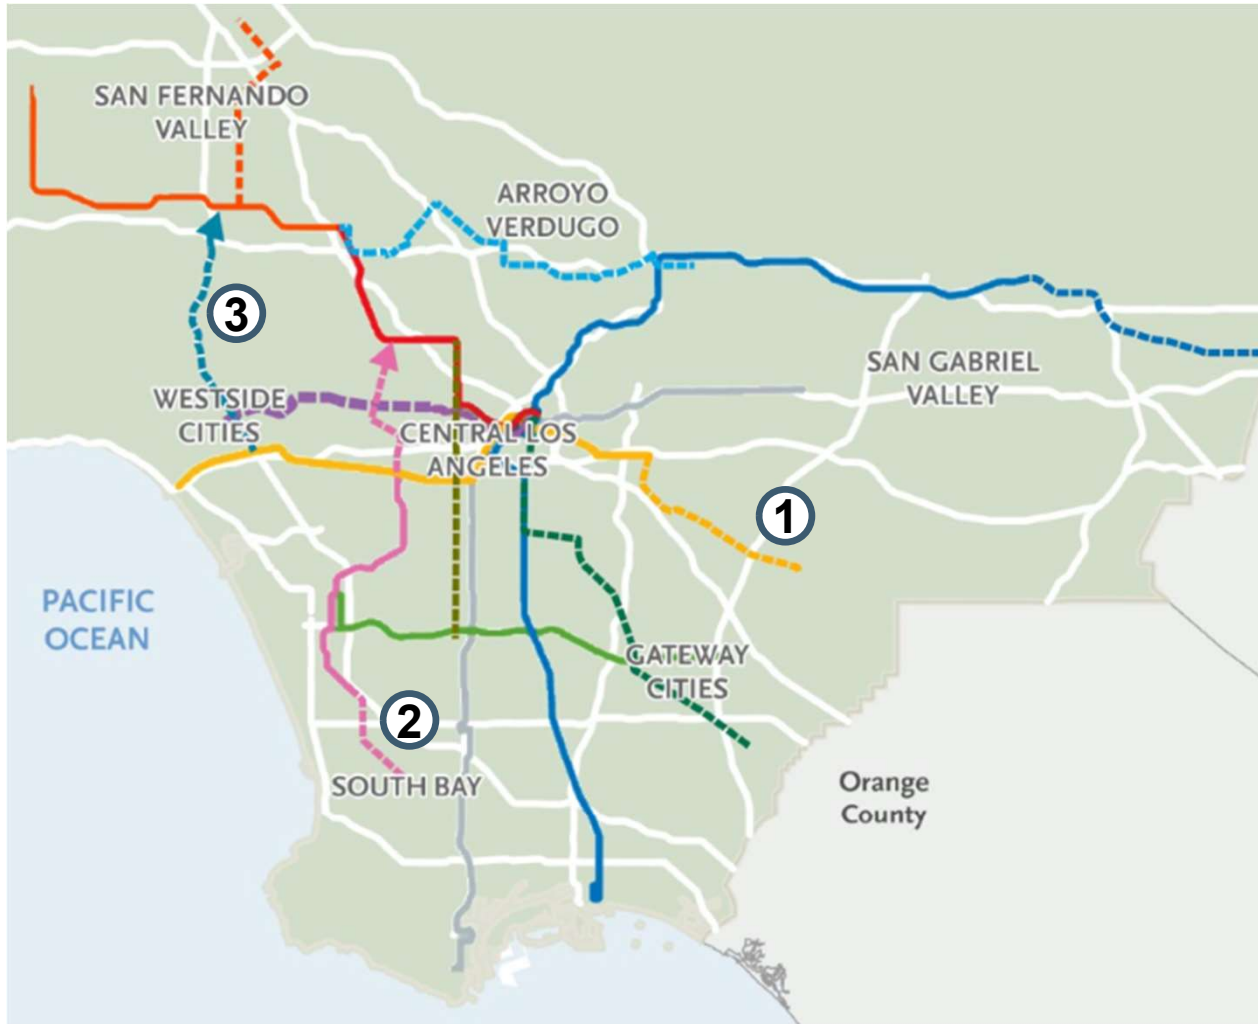 SAN FERNANDO
VALLEY
ARROYO
VERDUGO
3
SAN GABRIEL
VALLEY
WESTSIDE
CITIES
CENTRAL LOS
ANGELES
1
PACIFIC
OCEAN
GATEWAY
CITIES
2
SOUTH BAY
Orange
County